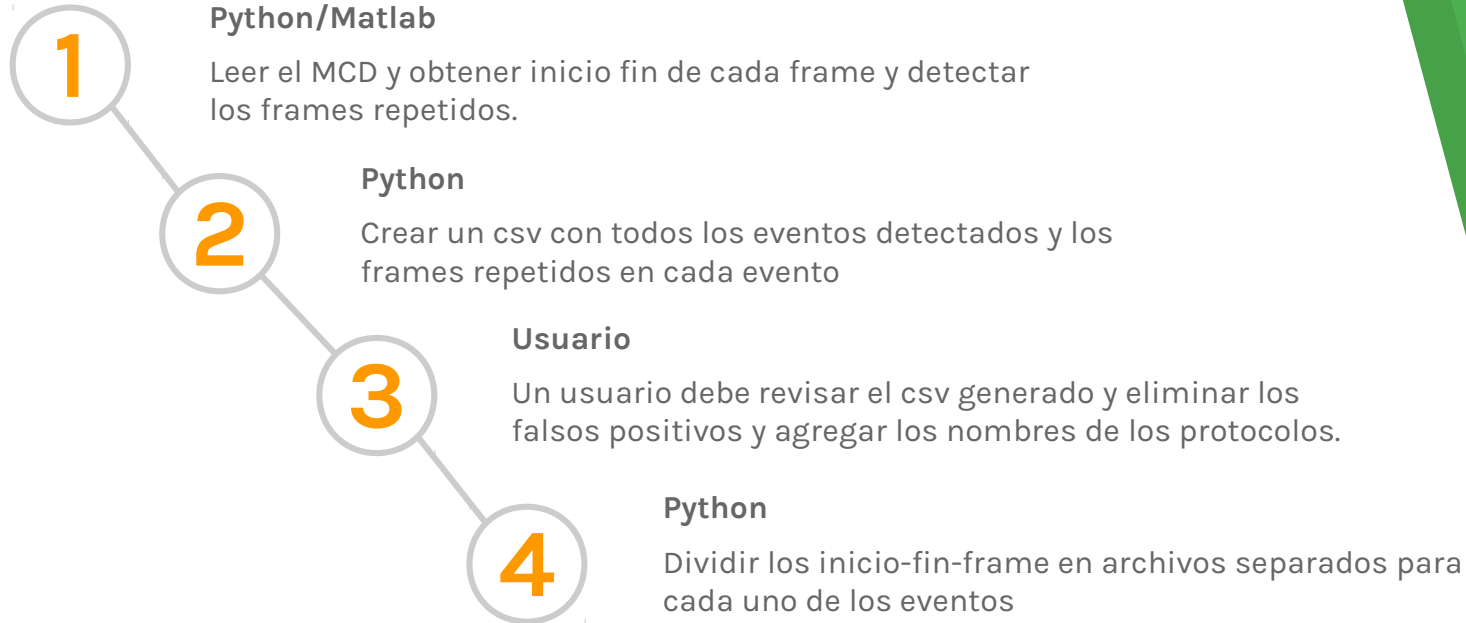 1
Python/Matlab
Leer el MCD y obtener inicio fin de cada frame y detectar
los frames repetidos.
2
Python
Crear un csv con todos los eventos detectados y los
frames repetidos en cada evento
3
Usuario
Un usuario debe revisar el csv generado y eliminar los
falsos positivos y agregar los nombres de los protocolos.
4
Python
Dividir los inicio-fin-frame en archivos separados para
cada uno de los eventos